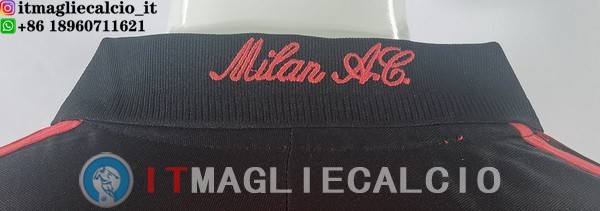 itmagliecalcio_it
+86 18960711621
Milan A.C.
ITMAGLIECALCIO